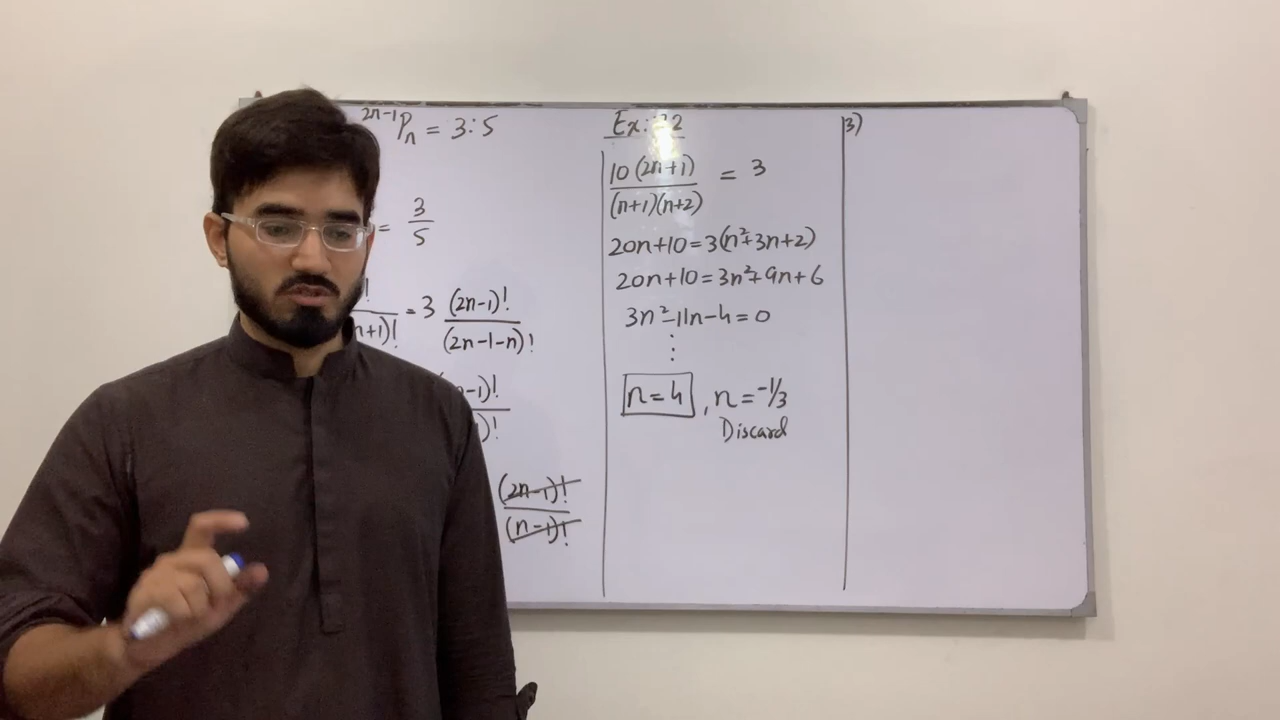 2n-1Pn = 3:5
= 3/5
!/n+1)! = 3 (2n-1)!/(2n-1-n)!
-1)!/)!
(2n-1)!/(n-1)!
Ex:
10(2n+1)/(n+1)(n+2) = 3
20n+10=3(n²+3n+2)
20n+10=3n²+9n+6
3n²-11n-4=0
⋮
n=4, n=-1/3
Discard
3)